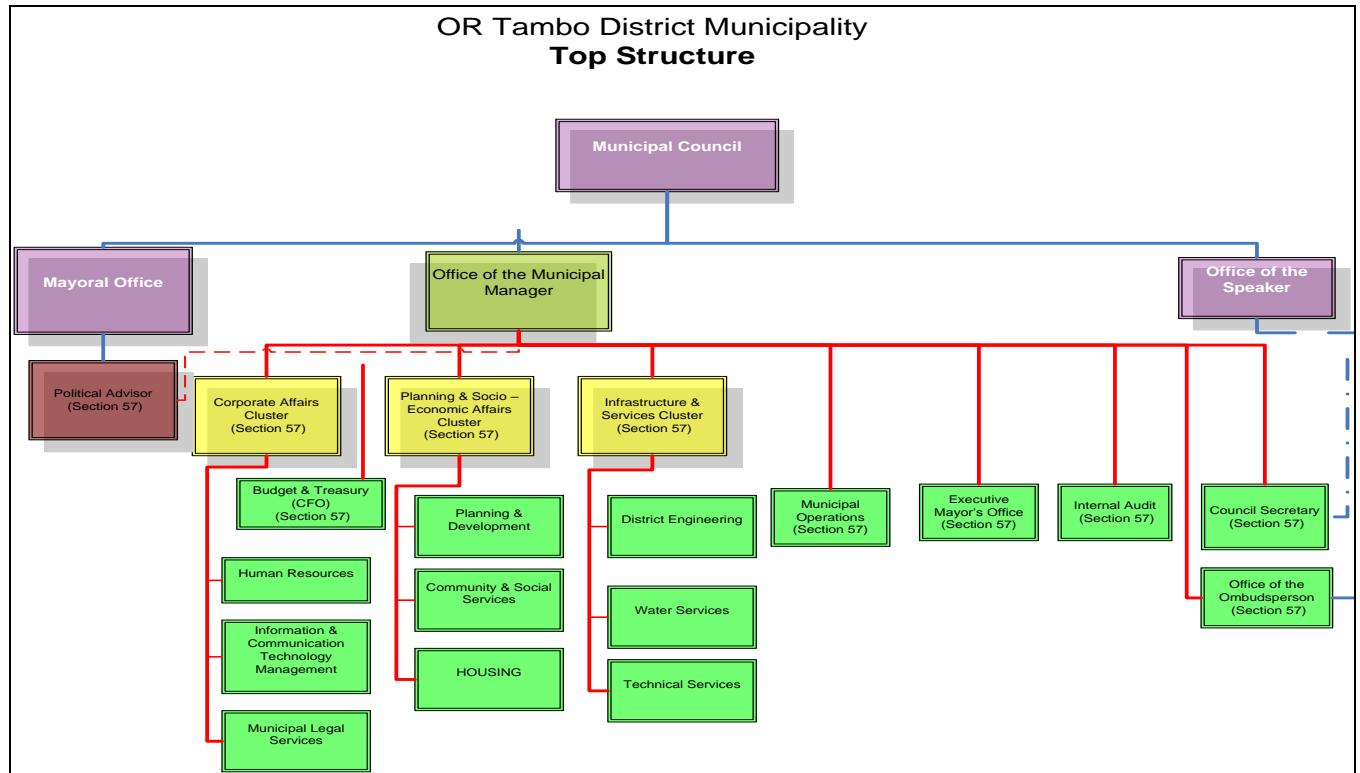 OR Tambo District Municipality
Top Structure
Municipal Council
Mayoral Office
Office of the Municipal
Manager
Office of the
Speaker
Political Advisor
(Section 57)
Corporate Affairs
Cluster
(Section 57)
Planning & Socio –
Economic Affairs
Cluster
(Section 57)
Infrastructure &
Services Cluster
(Section 57)
Budget & Treasury
(CFO)
(Section 57)
Planning &
Development
District Engineering
Municipal
Operations
(Section 57)
Executive
Mayor's Office
(Section 57)
Internal Audit
(Section 57)
Council Secretary
(Section 57)
Human Resources
Community & Social
Services
Water Services
Office of the
Ombudsperson
(Section 57)
Information &
Communication
Technology
Management
HOUSING
Technical Services
Municipal Legal
Services